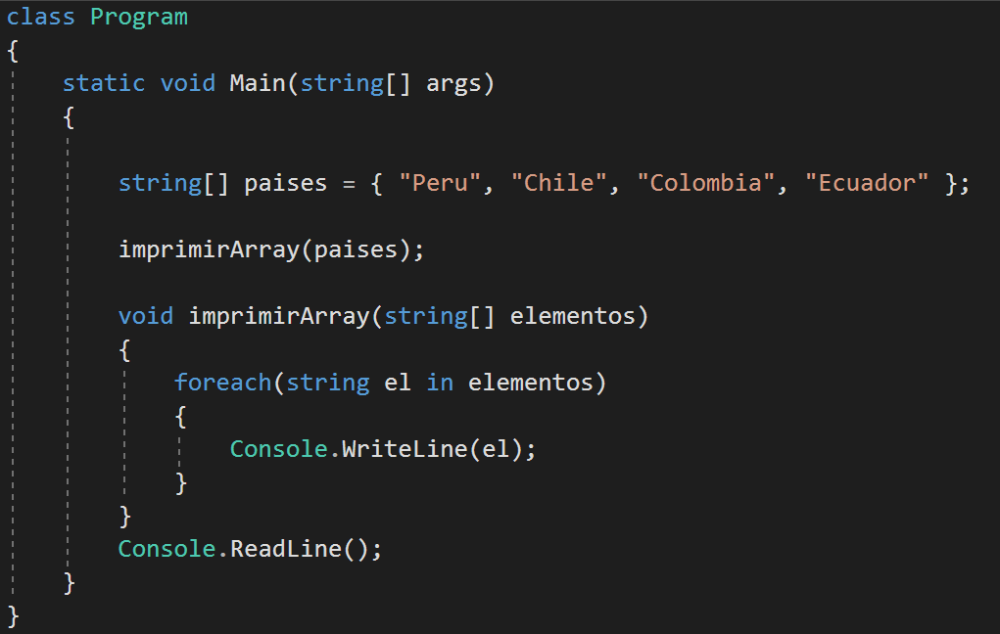 class Program
{
    static void Main(string[] args)
    {

        string[] paises = { "Peru", "Chile", "Colombia", "Ecuador" };

        imprimirArray(paises);

        void imprimirArray(string[] elementos)
        {
            foreach(string el in elementos)
            {
                Console.WriteLine(el);
            }
        }
        Console.ReadLine();
    }
}